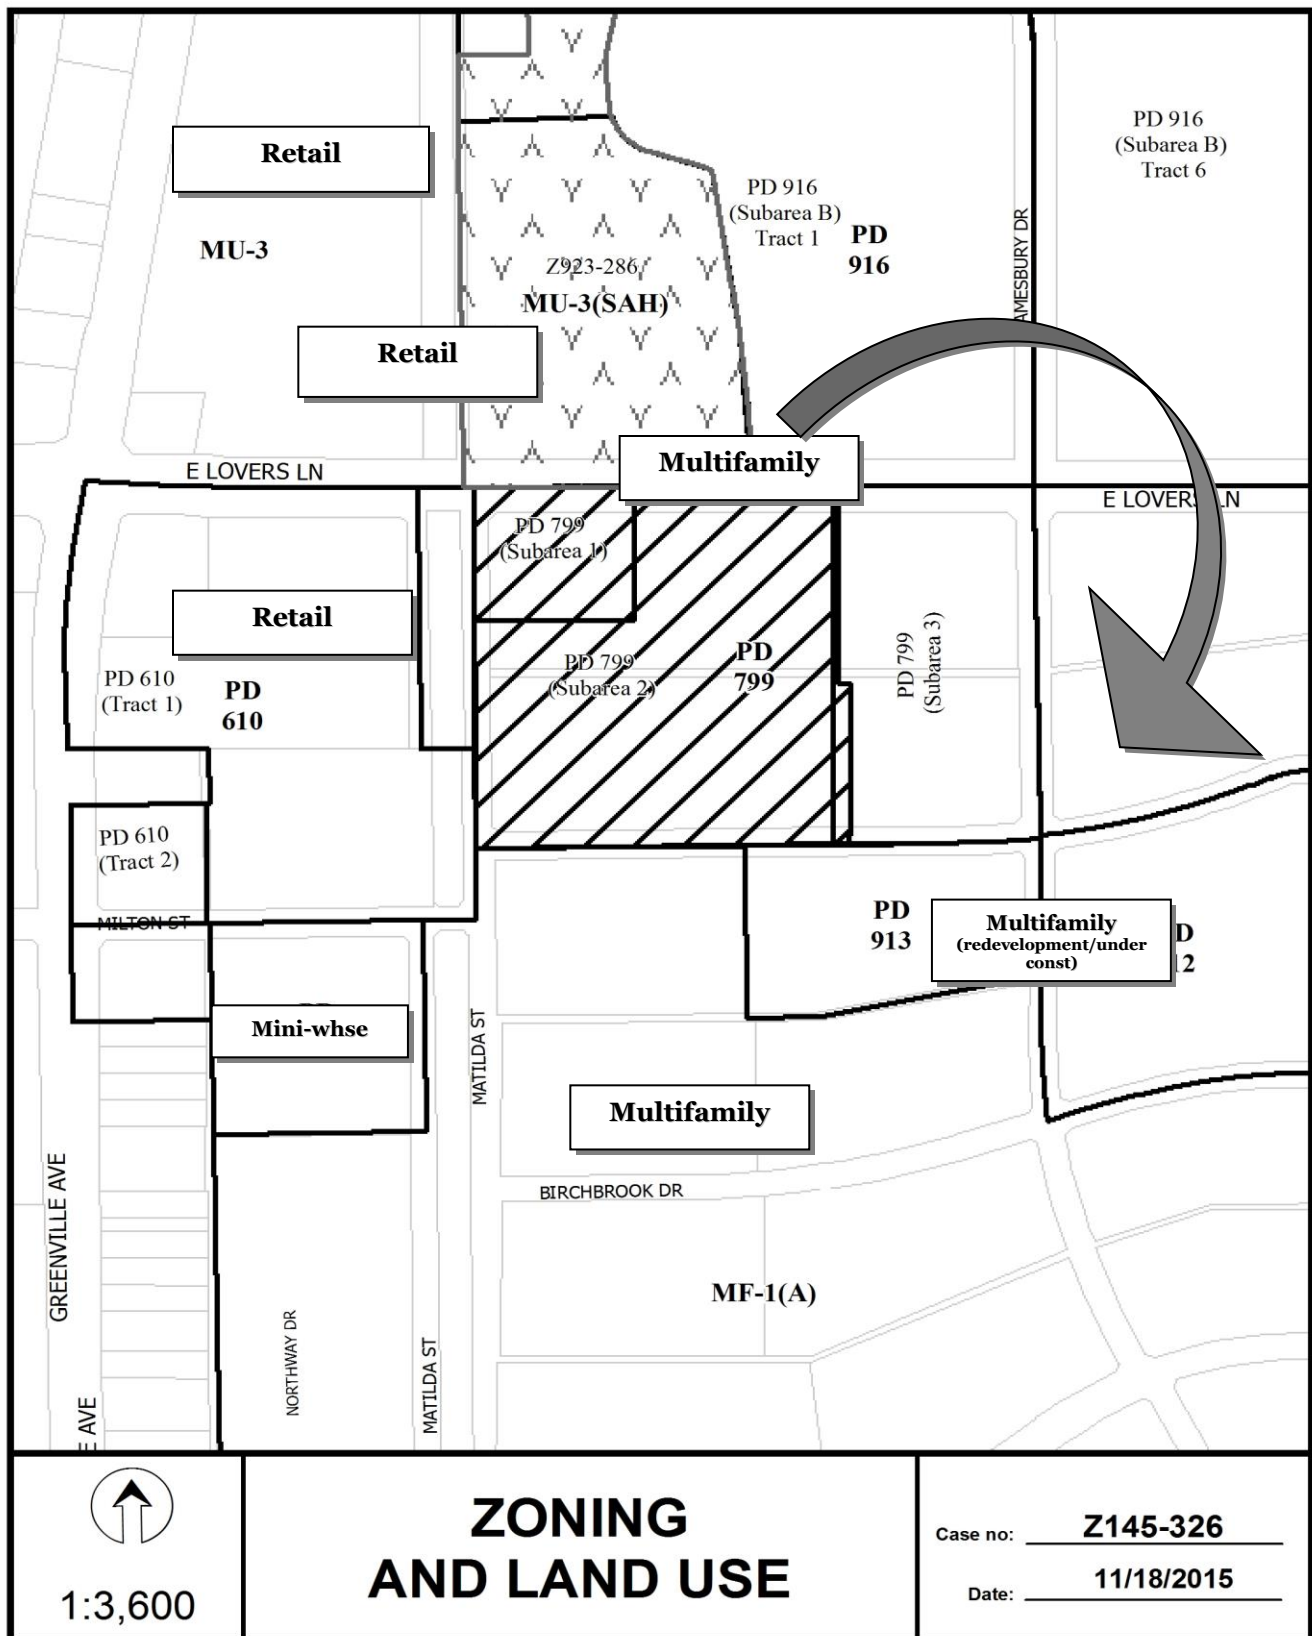 PD 916
(Subarea B)
Tract 6
Retail
PD 916
(Subarea B)
Tract 1
PD
916
MU-3
AMESBURY DR
Z923-286
MU-3(SAH)
Retail
Multifamily
E LOVERS LN
E LOVERS LN
PD 799
(Subarea 1)
Retail
PD 799
(Subarea 2)
PD
799
PD 799
(Subarea 3)
PD 610
(Tract 1)
PD
610
PD 610
(Tract 2)
MILTON ST
PD
913
Multifamily
(redevelopment/under
const)
D
12
Mini-whse
MATILDA ST
Multifamily
BIRCHBROOK DR
GREENVILLE AVE
MF-1(A)
NORTHWAY DR
MATILDA ST
E AVE
1:3,600
ZONING
AND LAND USE
Case no: Z145-326
Date: 11/18/2015